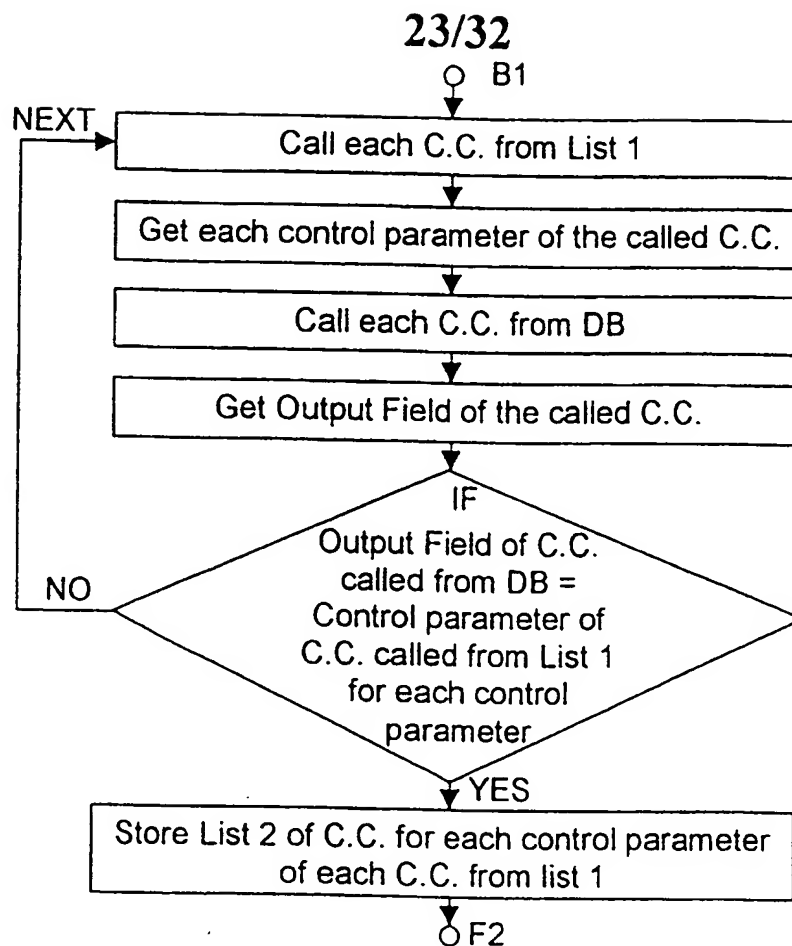 23/32
B1
NEXT
Call each C.C. from List 1
Get each control parameter of the called C.C.
Call each C.C. from DB
Get Output Field of the called C.C.
IF
Output Field of C.C.
called from DB =
Control parameter of
C.C. called from List 1
for each control
parameter
NO
YES
Store List 2 of C.C. for each control parameter
of each C.C. from list 1
F2